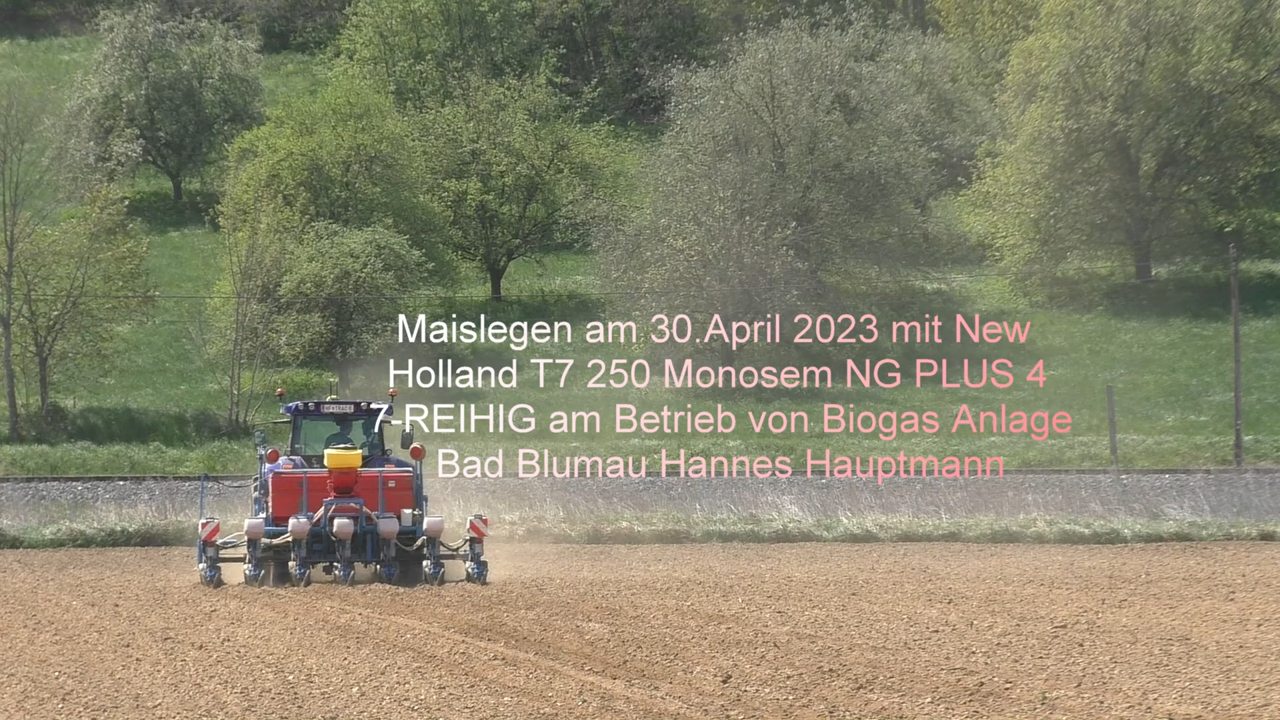 Maislegen am 30.April 2023 mit New
Holland T7 250 Monosem NG PLUS 4
7-REIHIG am Betrieb von Biogas Anlage
Bad Blumau Hannes Hauptmann